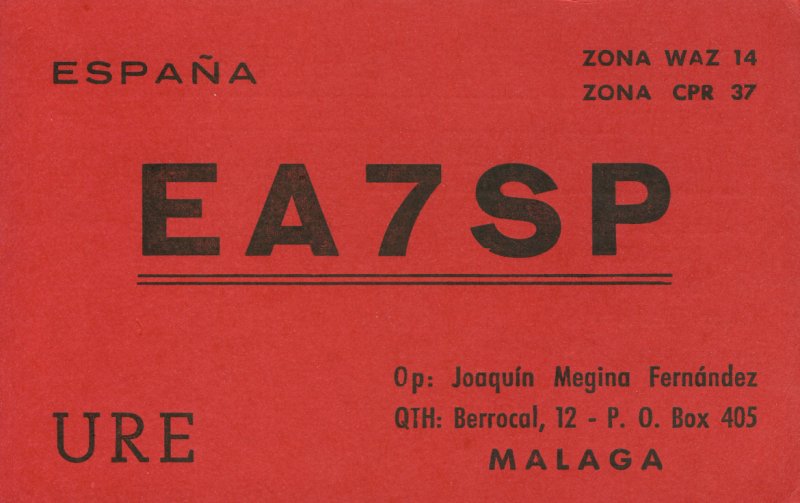 ESPAÑA
ZONA WAZ 14
ZONA CPR 37
EA7SP
Op: Joaquín Megina Fernández
QTH: Berrocal, 12 - P. O. Box 405
MALAGA
URE